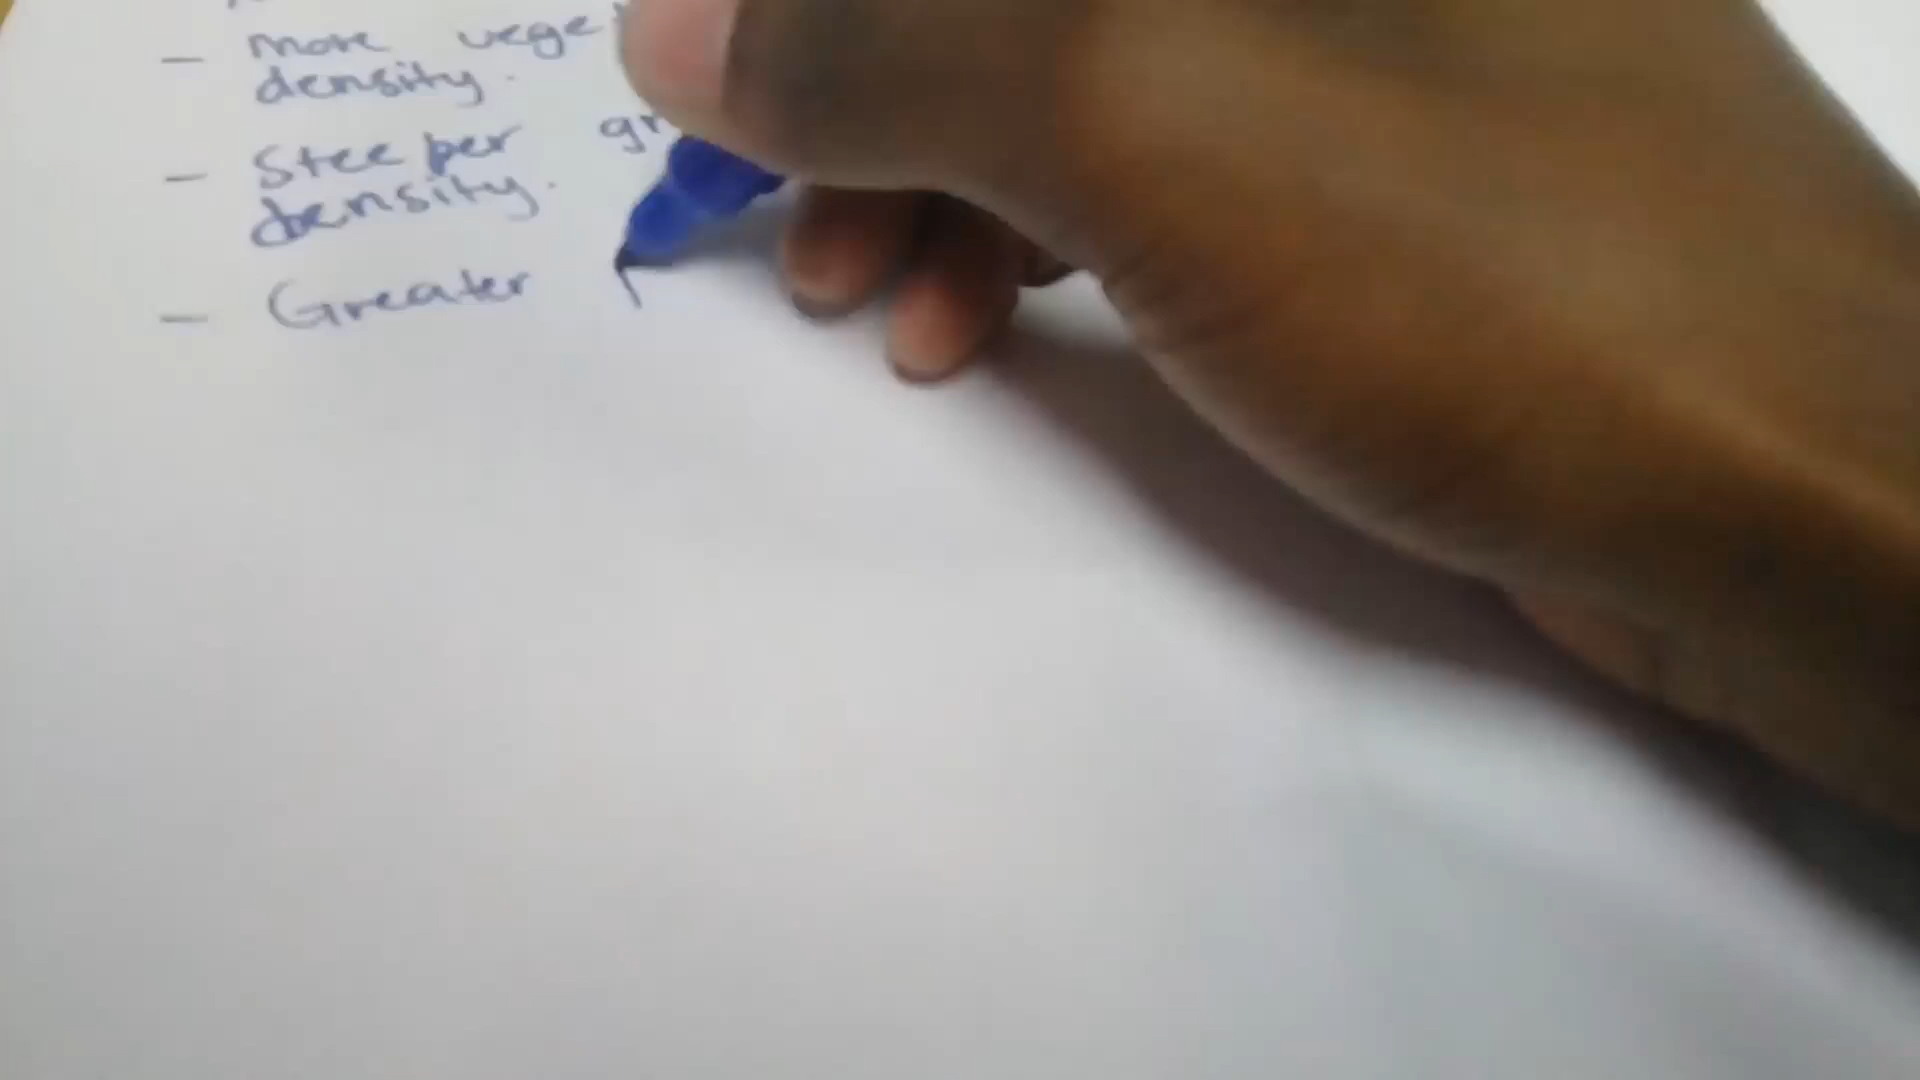 - More vege
density.
- Steeper gr
density.
- Greater